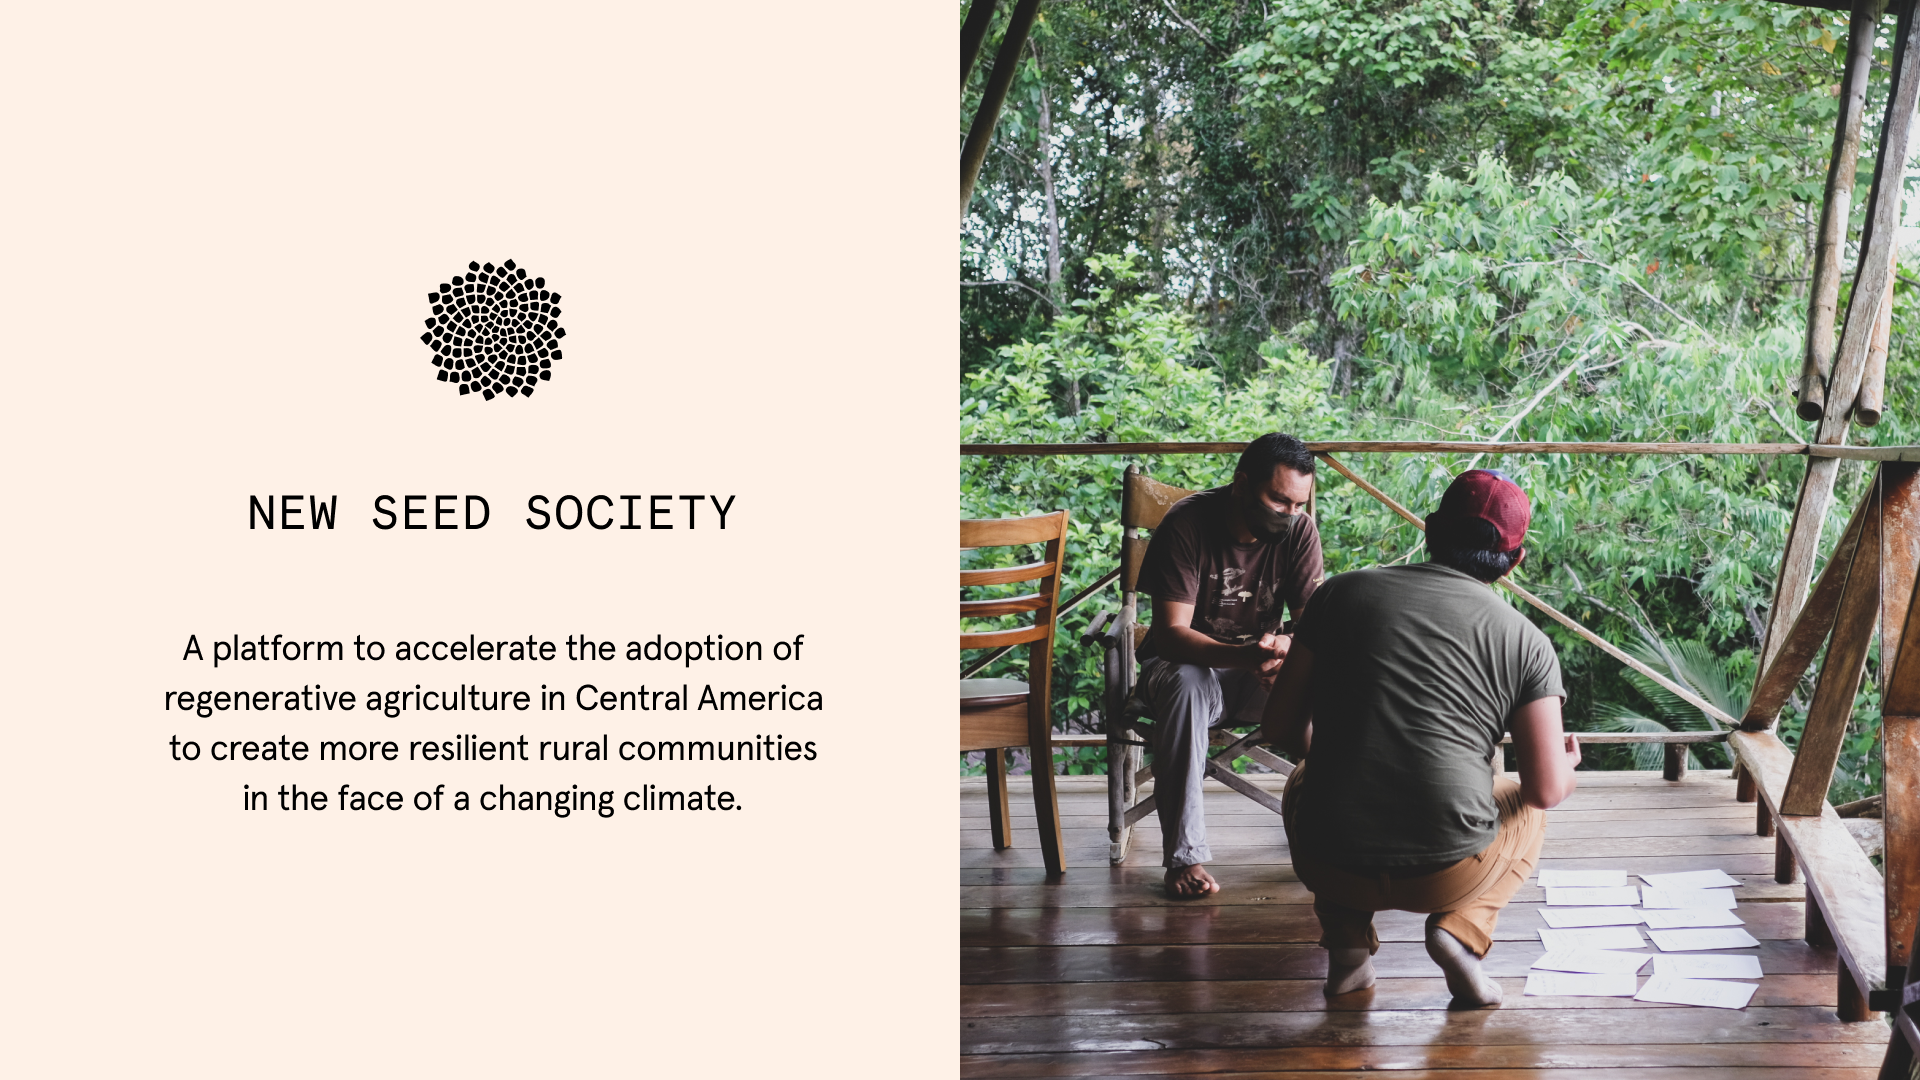 NEW SEED SOCIETY
A platform to accelerate the adoption of
regenerative agriculture in Central America
to create more resilient rural communities
in the face of a changing climate.